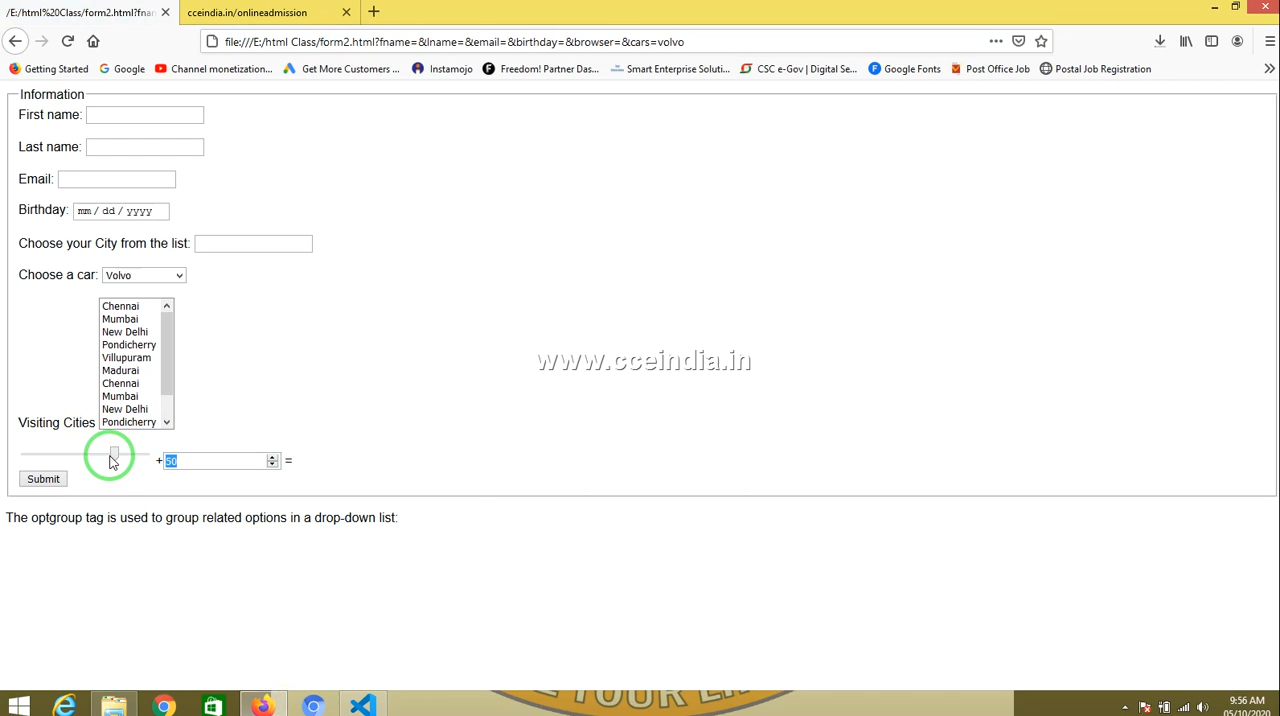 /E:/html%20Class/form2.html?fnam
cceindia.in/onlineadmission
file:///E:/html Class/form2.html?fname=&lname=&email=&birthday=&browser=&cars=volvo
Getting Started
Google
Channel monetization...
Get More Customers ...
Instamojo
Freedom! Partner Das...
Smart Enterprise Soluti...
CSC e-Gov | Digital Se...
Google Fonts
Post Office Job
Postal Job Registration
Information
First name:
Last name:
Email:
Birthday: mm / dd / yyyy
Choose your City from the list:
Choose a car: Volvo
Chennai
Mumbai
New Delhi
Pondicherry
Villupuram
Madurai
Chennai
Mumbai
New Delhi
Visiting Cities Pondicherry
+ 50 =
Submit
The optgroup tag is used to group related options in a drop-down list:
www.cceindia.in
9:56 AM
05/10/2020